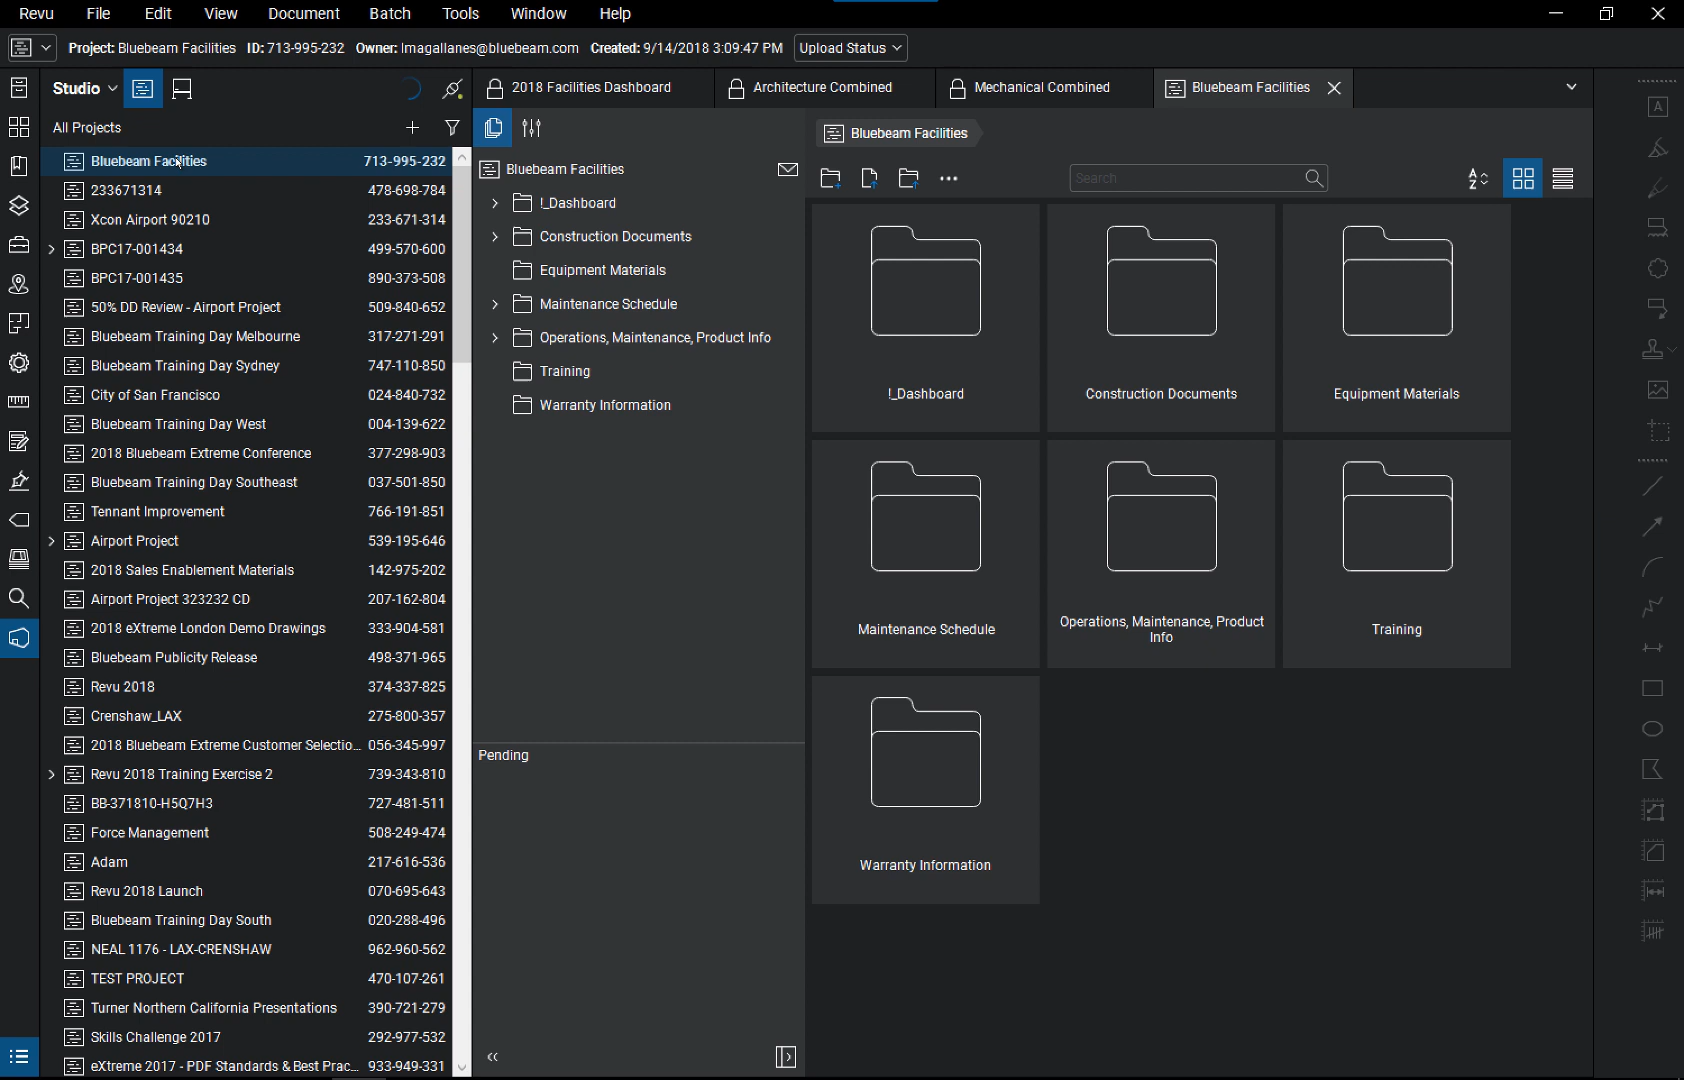 Revu File Edit View Document Batch Tools Window Help
Project: Bluebeam Facilities ID: 713-995-232 Owner: lmagallanes@bluebeam.com Created: 9/14/2018 3:09:47 PM Upload Status
Studio
2018 Facilities Dashboard Architecture Combined Mechanical Combined Bluebeam Facilities
All Projects
Bluebeam Facilities 713-995-232
233671314 478-698-784
Xcon Airport 90210 233-671-314
BPC17-001434 499-570-600
BPC17-001435 890-373-508
50% DD Review - Airport Project 509-840-652
Bluebeam Training Day Melbourne 317-271-291
Bluebeam Training Day Sydney 747-110-850
City of San Francisco 024-840-732
Bluebeam Training Day West 004-139-622
2018 Bluebeam Extreme Conference 377-298-903
Bluebeam Training Day Southeast 037-501-850
Tennant Improvement 766-191-851
Airport Project 539-195-646
2018 Sales Enablement Materials 142-975-202
Airport Project 323232 CD 207-162-804
2018 eXtreme London Demo Drawings 333-904-581
Bluebeam Publicity Release 498-371-965
Revu 2018 374-337-825
Crenshaw_LAX 275-800-357
2018 Bluebeam Extreme Customer Selectio... 056-345-997
Revu 2018 Training Exercise 2 739-343-810
BB-371810-H5Q7H3 727-481-511
Force Management 508-249-474
Adam 217-616-536
Revu 2018 Launch 070-695-643
Bluebeam Training Day South 020-288-496
NEAL 1176 - LAX-CRENSHAW 962-960-562
TEST PROJECT 470-107-261
Turner Northern California Presentations 390-721-279
Skills Challenge 2017 292-977-532
eXtreme 2017 - PDF Standards & Best Prac... 933-949-331
Bluebeam Facilities
!_Dashboard
Construction Documents
Equipment Materials
Maintenance Schedule
Operations, Maintenance, Product Info
Training
Warranty Information
Pending
Bluebeam Facilities
Search
!_Dashboard
Construction Documents
Equipment Materials
Maintenance Schedule
Operations, Maintenance, Product
Info
Training
Warranty Information